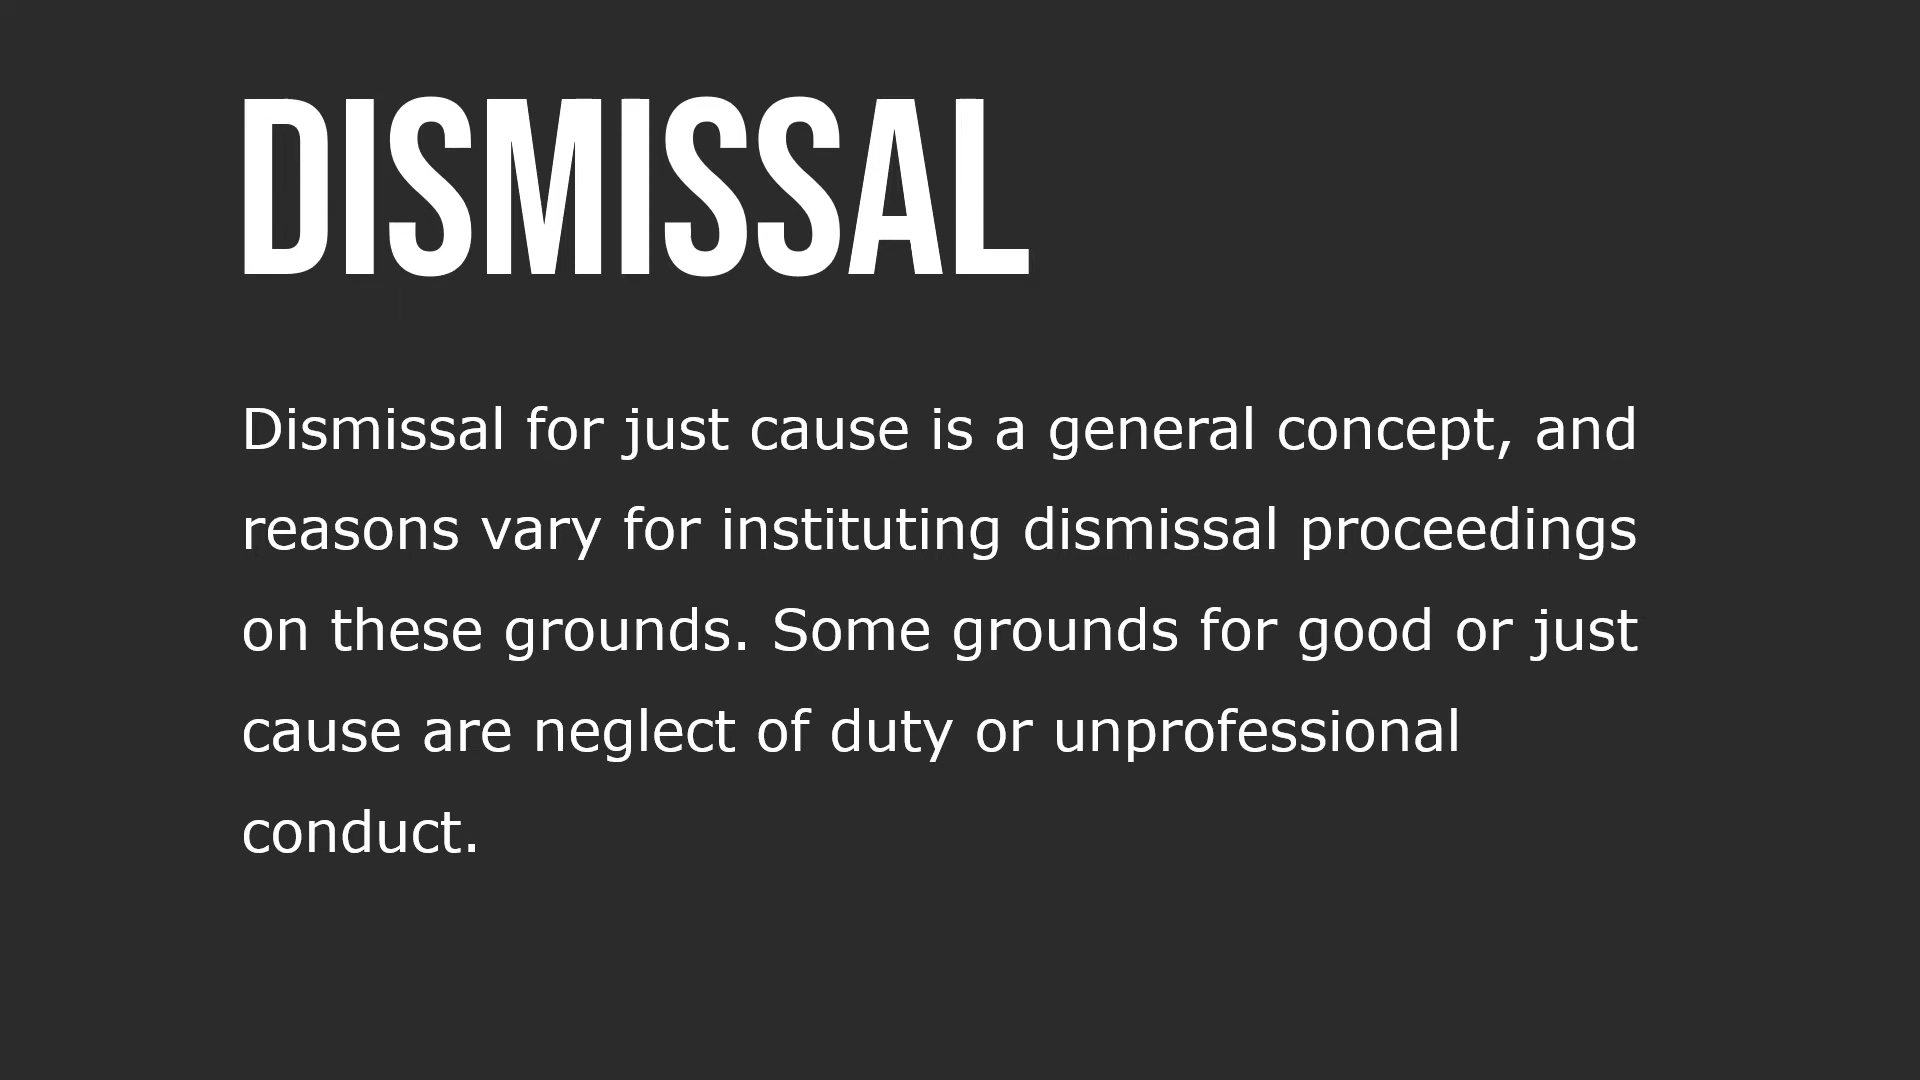 DISMISSAL
Dismissal for just cause is a general concept, and
reasons vary for instituting dismissal proceedings
on these grounds. Some grounds for good or just
cause are neglect of duty or unprofessional
conduct.